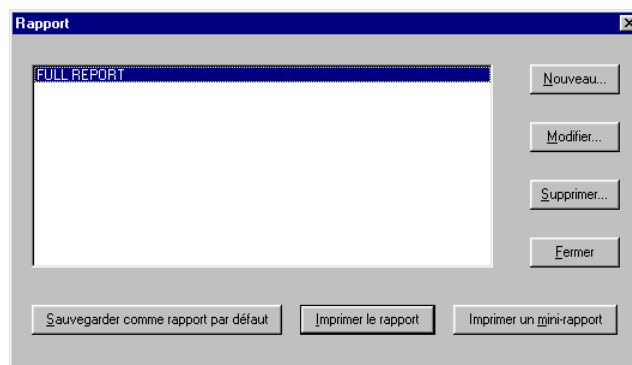 Rapport
FULL REPORT
Nouveau...
Modifier...
Supprimer...
Fermer
Sauvegarder comme rapport par défaut
Imprimer le rapport
Imprimer un mini-rapport